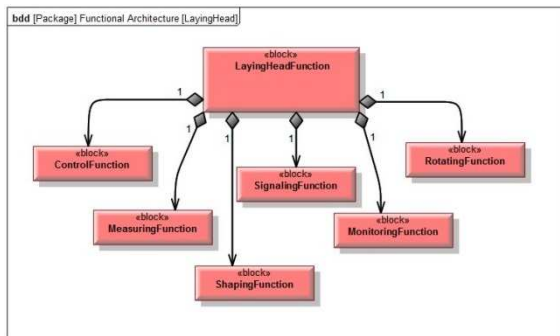 bdd [Package] Functional Architecture [LayingHead]
«block»
LayingHeadFunction
1
1
1
1
1
1
«block»
ControlFunction
«block»
RotatingFunction
«block»
SignalingFunction
«block»
MeasuringFunction
«block»
MonitoringFunction
«block»
ShapingFunction